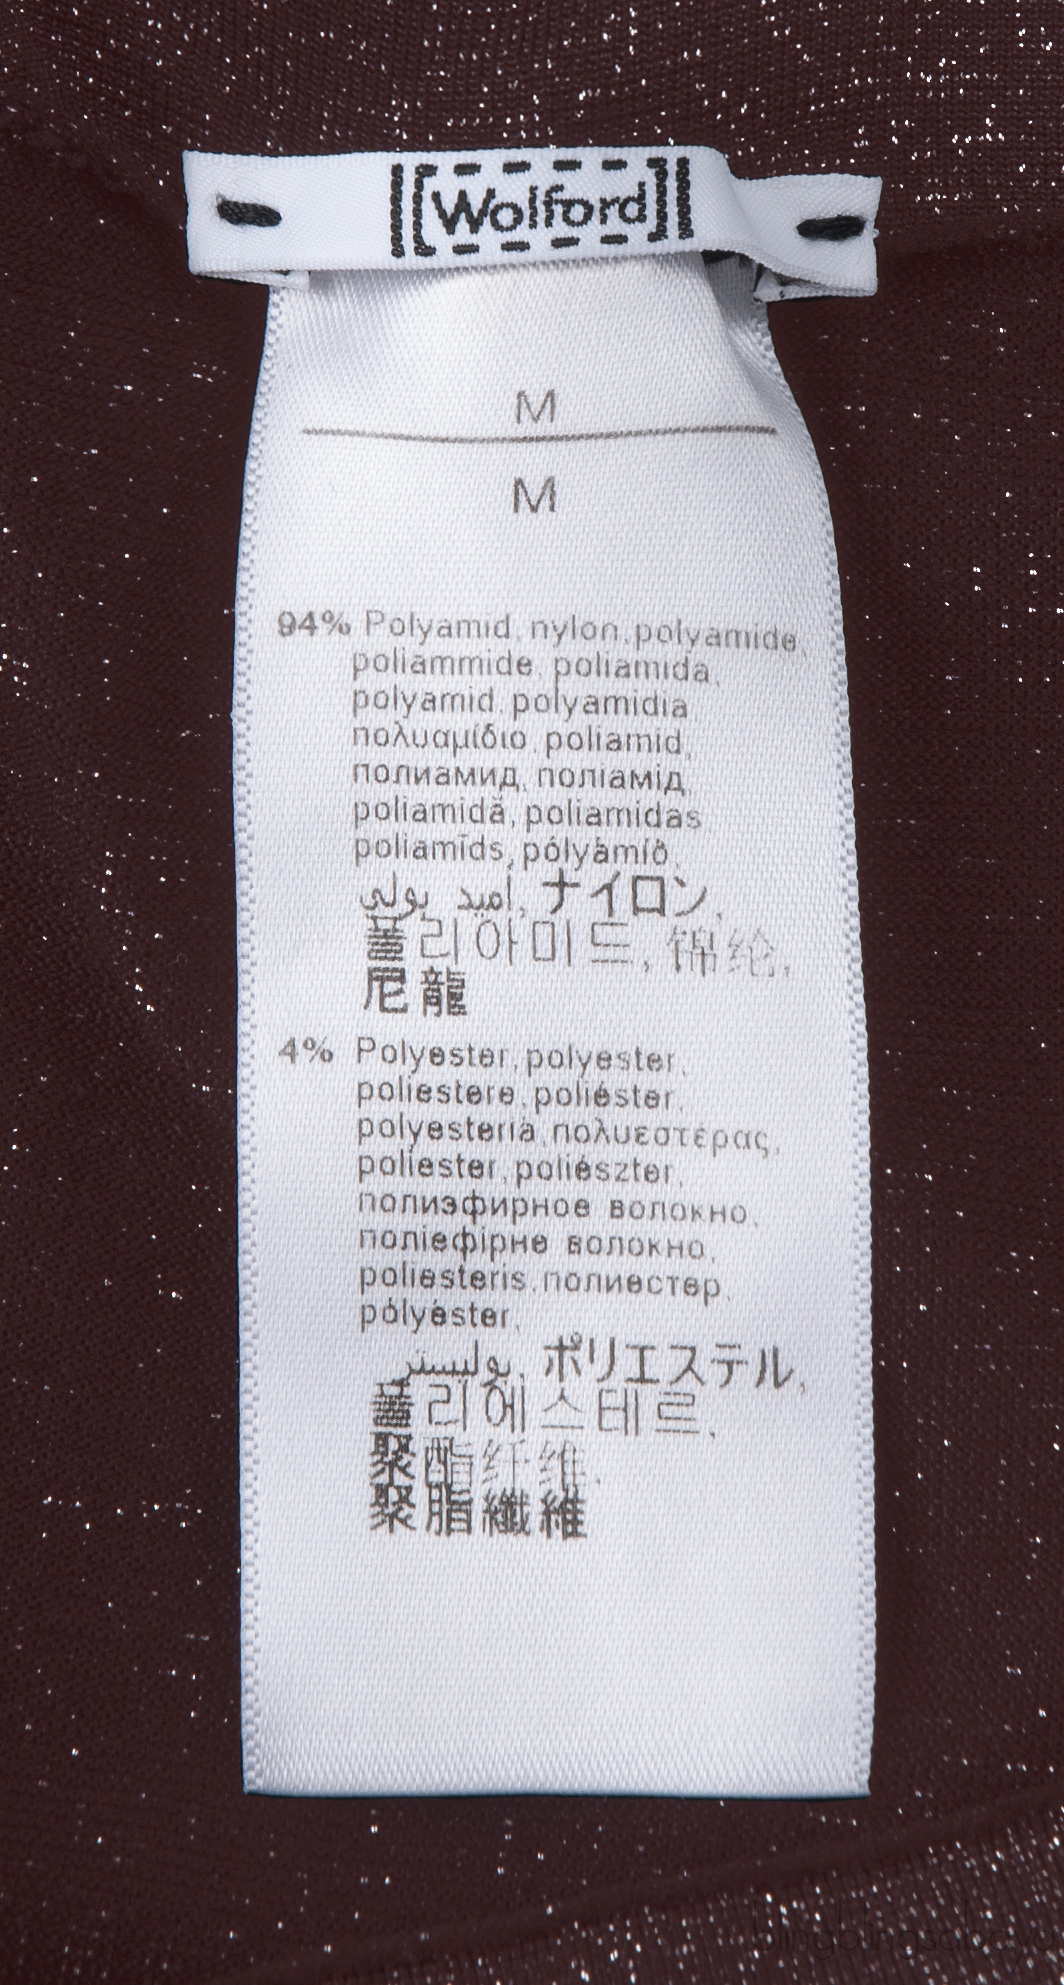 [Wolford]
M
M
94% Polyamid, nylon, polyamide,
poliammide, poliamida,
polyamid, polyamidia,
πολυαμίδιο, poliamid,
полиамид, поліамід,
poliamidă, poliamidas
poliamīds, pólýamíð,
اميد بولي, ナイロン,
폴리아미드, 锦纶,
尼龍
4% Polyester, polyester,
poliestere, poliéster,
polyesteriä, πολυεστέρας,
poliester, poliészter,
полиэфирное волокно,
поліефірне волокно,
poliesteris, полиестер,
pólýester,
بوليستر, ポリエステル,
폴리에스테르,
聚酯纤维,
聚脂纖維
blingblingsabaya